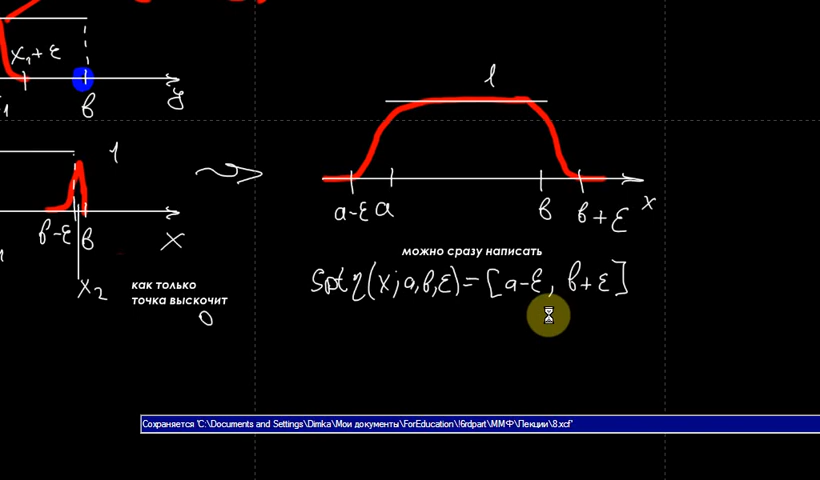 x₁+ε
в
y
1
в-ε в
x
x₂
как только
точка выскочит
0
1
a-ε a
в
в+ε
x
можно сразу написать
Spt η(x; a, в, ε) = [a-ε, в+ε]
Сохраняется 'C:\Documents and Settings\Dimka\Мои документы\ForEducation\!6rdpart\ММФ\Лекции\8.xcf'